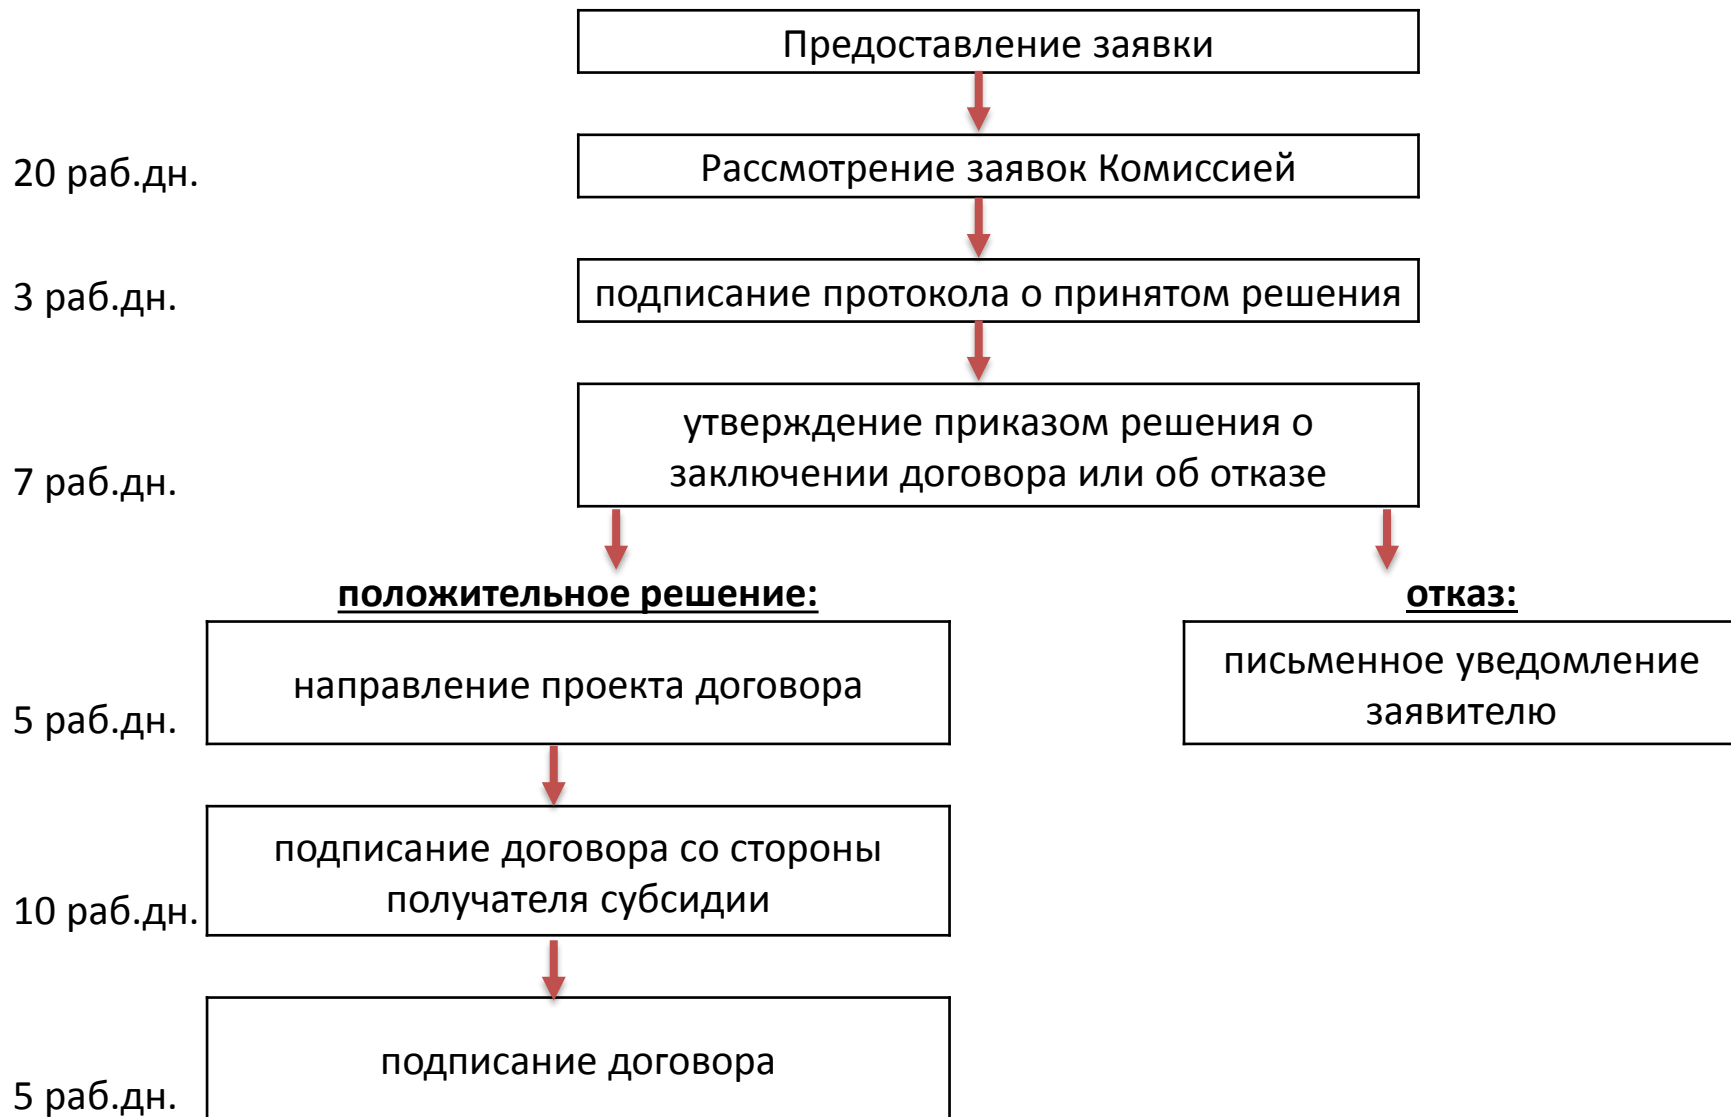 Предоставление заявки
20 раб.дн.
Рассмотрение заявок Комиссией
3 раб.дн.
подписание протокола о принятом решения
7 раб.дн.
утверждение приказом решения о
заключении договора или об отказе
положительное решение:
отказ:
5 раб.дн.
направление проекта договора
письменное уведомление
заявителю
10 раб.дн.
подписание договора со стороны
получателя субсидии
5 раб.дн.
подписание договора